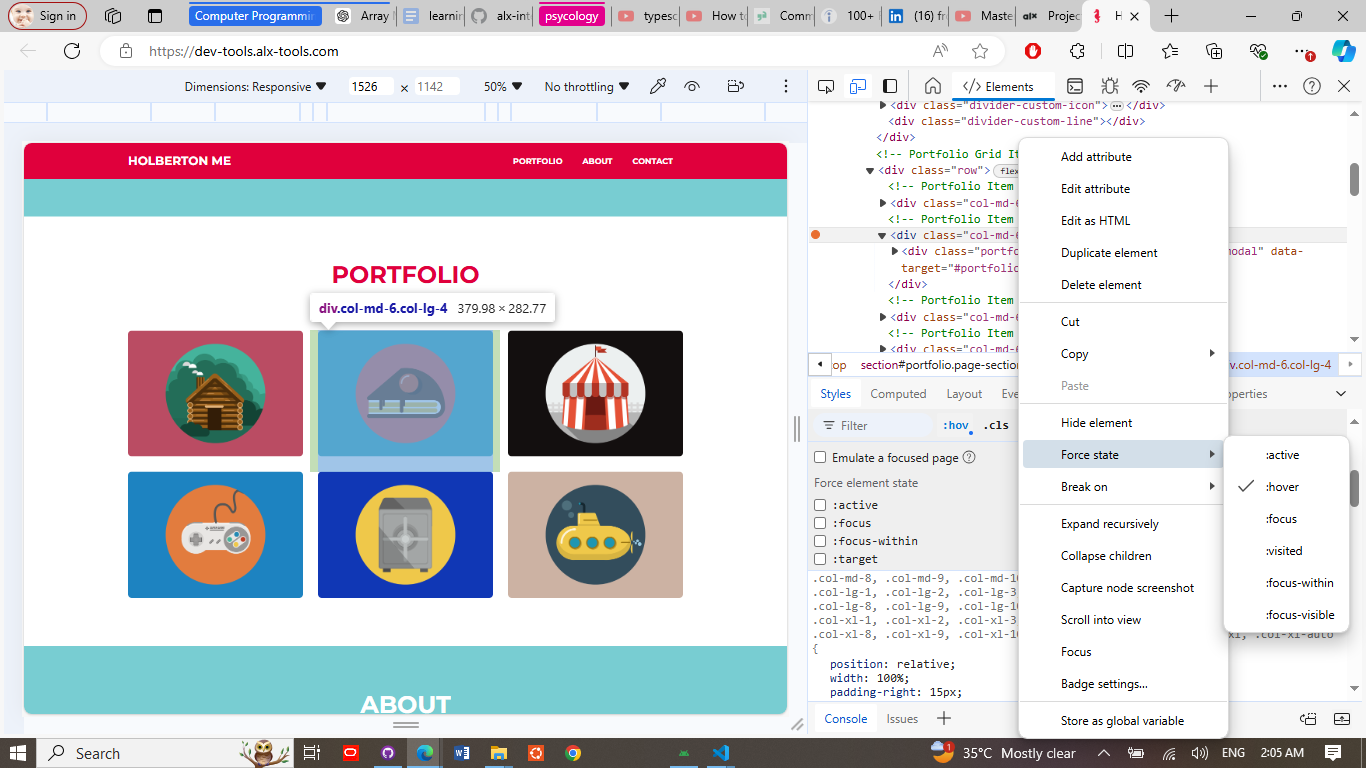 Sign in
Computer Programmin
Array
learnin
alx-int
psycology
typesc
How t
Comm
100+
(16) fr
Maste
Projec
H
https://dev-tools.alx-tools.com
Dimensions: Responsive
1526
×
1142
50%
No throttling
Elements
HOLBERTON ME
PORTFOLIO
ABOUT
CONTACT
PORTFOLIO
div.col-md-6.col-lg-4 379.98 × 282.77
ABOUT
<div class="divider-custom-icon"> </div>
<div class="divider-custom-line"></div>
</div>
<!-- Portfolio Grid It
<div class="row"> flex
<!-- Portfolio Item
<div class="col-md-6
<!-- Portfolio Item
<div class="col-md-6
<div class="portfo
modal" data-
target="#portfolio
</div>
<!-- Portfolio Item
<div class="col-md-6
<!-- Portfolio Item
<div class="col-md-6
op
section#portfolio.page-section
v.col-md-6.col-lg-4
Styles
Computed
Layout
Eve
operties
Filter
:hov
.cls
Emulate a focused page
Force element state
:active
:focus
:focus-within
:target
.col-md-8, .col-md-9, .col-md-10
.col-lg-1, .col-lg-2, .col-lg-3
.col-lg-8, .col-lg-9, .col-lg-10
.col-xl-1, .col-xl-2, .col-xl-3
.col-xl-8, .col-xl-9, .col-xl-10
xl, .col-xl-auto
{
position: relative;
width: 100%;
padding-right: 15px;
Console
Issues
Add attribute
Edit attribute
Edit as HTML
Duplicate element
Delete element
Cut
Copy
Paste
Hide element
Force state
Break on
Expand recursively
Collapse children
Capture node screenshot
Scroll into view
Focus
Badge settings...
Store as global variable
:active
:hover
:focus
:visited
:focus-within
:focus-visible
Search
1
35°C Mostly clear
ENG
2:05 AM